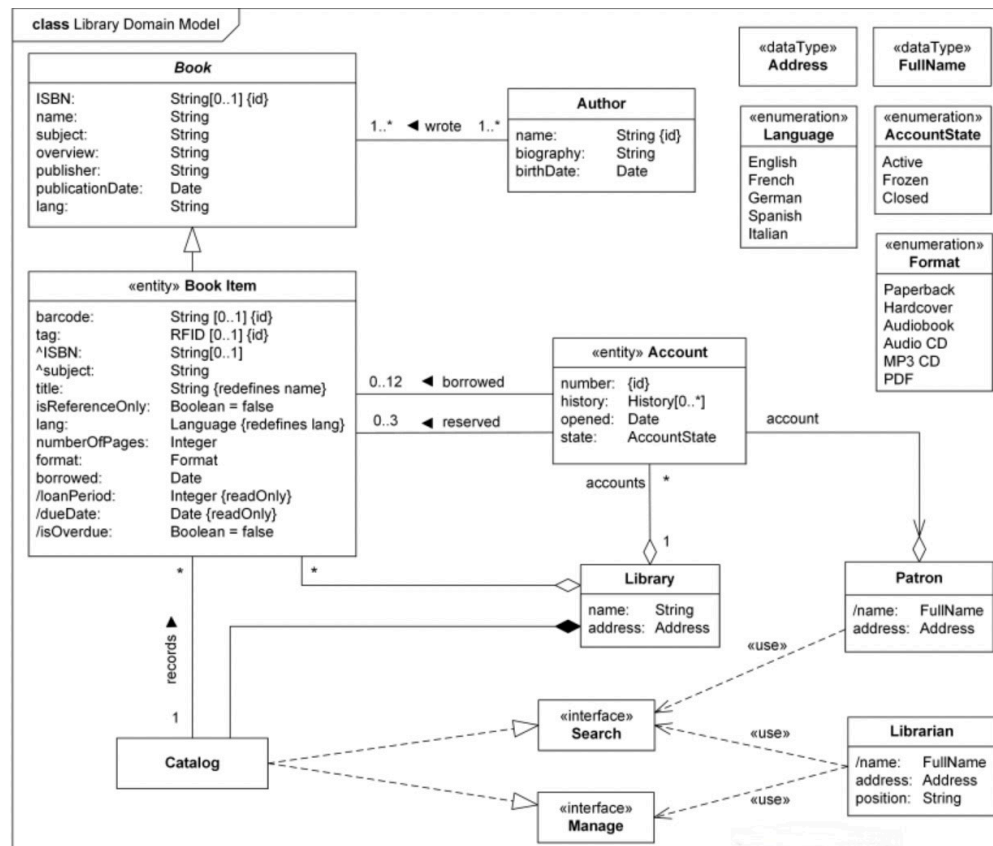 class Library Domain Model
Book
ISBN: String[0..1] {id}
name: String
subject: String
overview: String
publisher: String
publicationDate: Date
lang: String
1..* ◄ wrote 1..*
Author
name: String {id}
biography: String
birthDate: Date
«dataType»
Address
«dataType»
FullName
«enumeration»
Language
English
French
German
Spanish
Italian
«enumeration»
AccountState
Active
Frozen
Closed
«enumeration»
Format
Paperback
Hardcover
Audiobook
Audio CD
MP3 CD
PDF
«entity» Book Item
barcode: String [0..1] {id}
tag: RFID [0..1] {id}
^ISBN: String[0..1]
^subject: String
title: String {redefines name}
isReferenceOnly: Boolean = false
lang: Language {redefines lang}
numberOfPages: Integer
format: Format
borrowed: Date
/loanPeriod: Integer {readOnly}
/dueDate: Date {readOnly}
/isOverdue: Boolean = false
0..12 ◄ borrowed
0..3 ◄ reserved
«entity» Account
number: {id}
history: History[0..*]
opened: Date
state: AccountState
account
accounts *
1
* *
Library
name: String
address: Address
Patron
/name: FullName
address: Address
records ►
1
«use»
«interface»
Search
«use»
Catalog
Librarian
/name: FullName
address: Address
position: String
«use»
«interface»
Manage